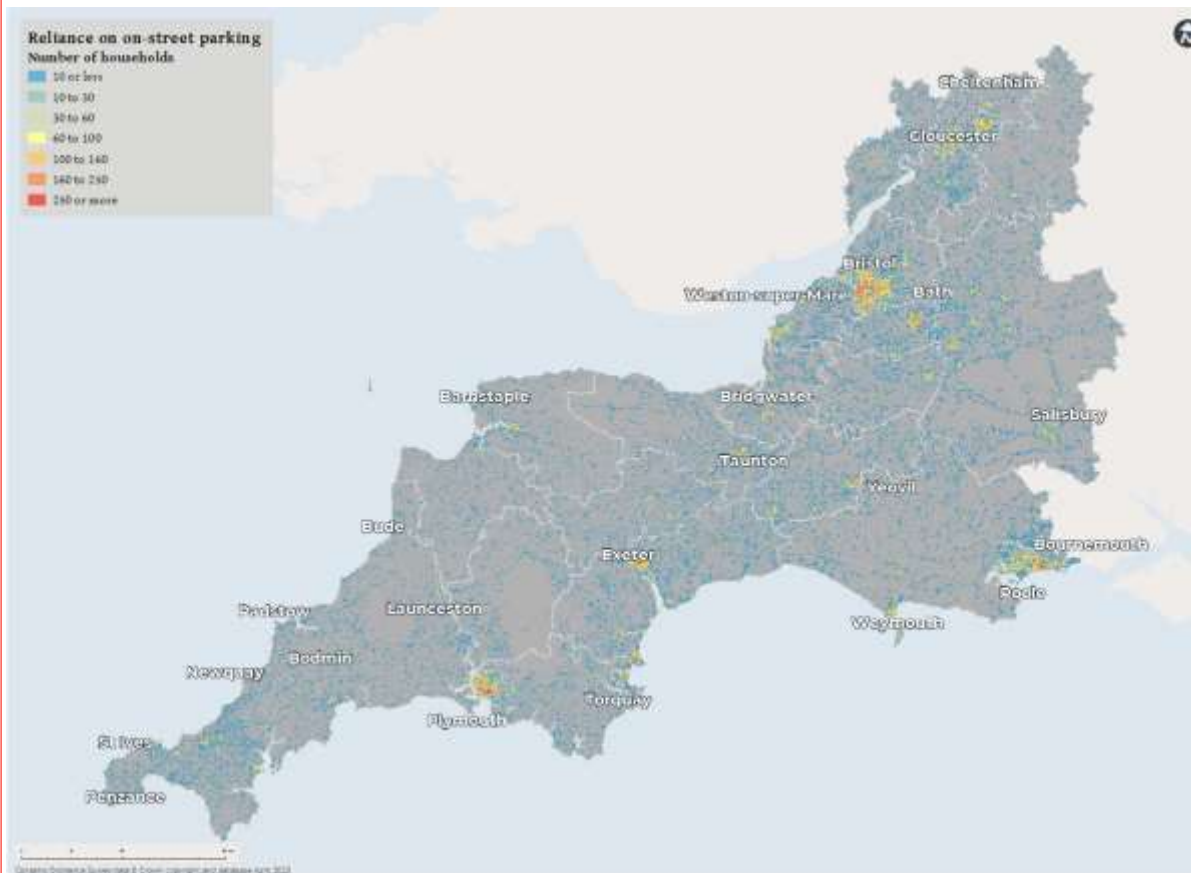 Reliance on on-street parking
Number of households
10 or less
10 to 30
30 to 60
60 to 100
100 to 160
160 to 250
250 or more
Cheltenham
Gloucester
Bristol
Weston-super-Mare
Bath
Barnstaple
Bridgwater
Salisbury
Taunton
Yeovil
Bude
Exeter
Bournemouth
Poole
Padstow
Launceston
Weymouth
Bodmin
Newquay
Torquay
Plymouth
St Ives
Penzance